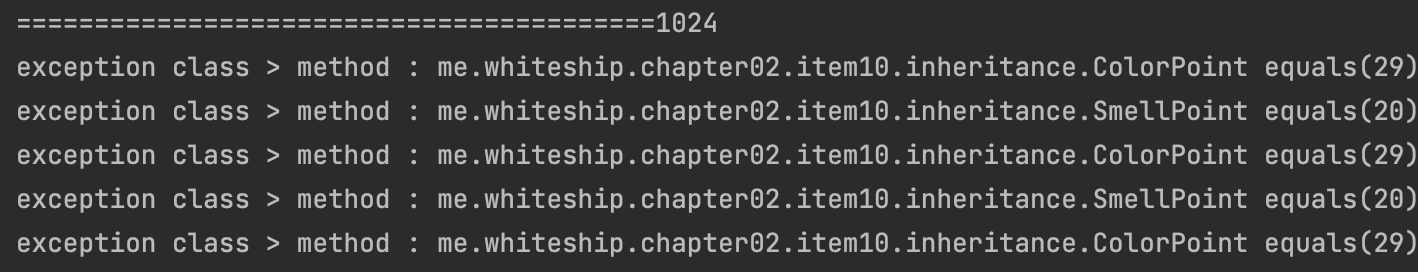 =========================================1024
exception class > method : me.whiteship.chapter02.item10.inheritance.ColorPoint equals(29)
exception class > method : me.whiteship.chapter02.item10.inheritance.SmellPoint equals(20)
exception class > method : me.whiteship.chapter02.item10.inheritance.ColorPoint equals(29)
exception class > method : me.whiteship.chapter02.item10.inheritance.SmellPoint equals(20)
exception class > method : me.whiteship.chapter02.item10.inheritance.ColorPoint equals(29)